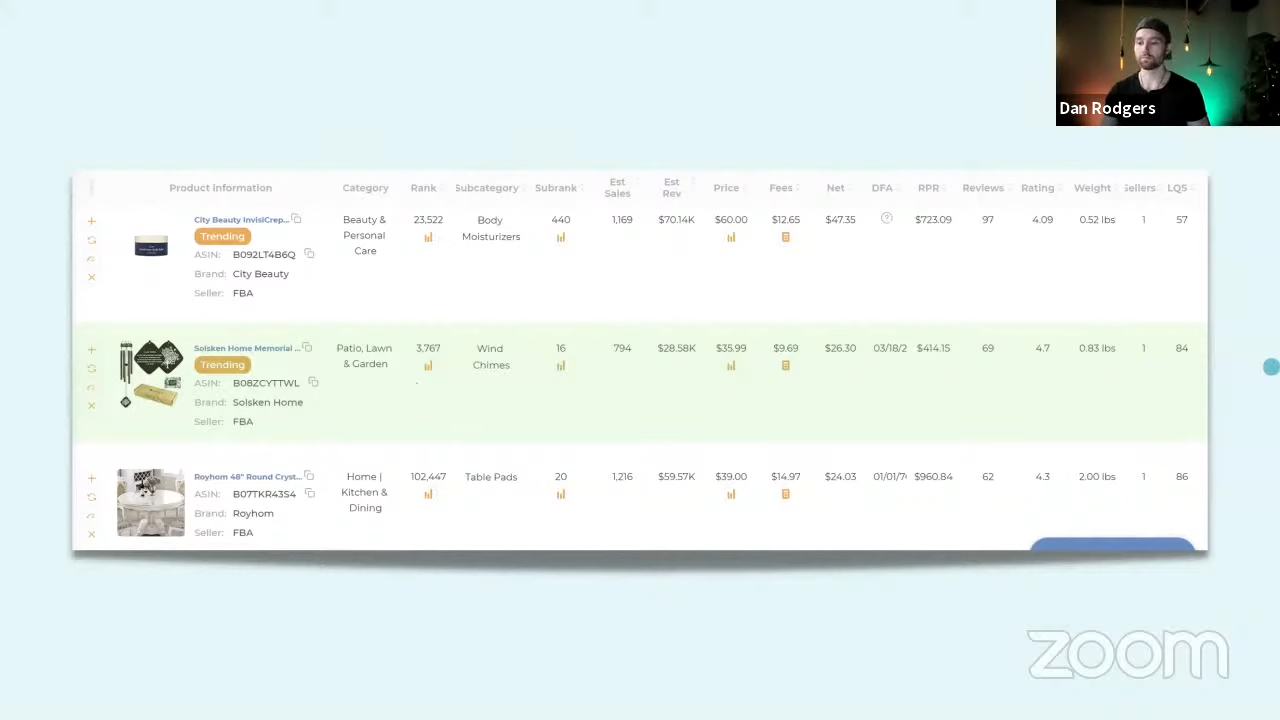 Dan Rodgers
Product Information Category Rank Subcategory Subrank Est Sales Est Rev Price Fees Net DFA RPR Reviews Rating Weight Sellers LQS
City Beauty InvisiCrep...
Trending
ASIN: B092LT4B6Q
Brand: City Beauty
Seller: FBA
Beauty &
Personal
Care
23,522
Body
Moisturizers
440 1,169 $70.14K $60.00 $12.65 $47.35 $723.09 97 4.09 0.52 lbs 1 57
Solsken Home Memorial ...
Trending
ASIN: B08ZCYTTWL
Brand: Solsken Home
Seller: FBA
Patio, Lawn
& Garden
3,767
Wind
Chimes
16 794 $28.58K $35.99 $9.69 $26.30 03/18/2 $414.15 69 4.7 0.83 lbs 1 84
Royhom 48" Round Cryst...
ASIN: B07TKR43S4
Brand: Royhom
Seller: FBA
Home |
Kitchen &
Dining
102,447 Table Pads 20 1,216 $59.57K $39.00 $14.97 $24.03 01/01/7 $960.84 62 4.3 2.00 lbs 1 86
zoom